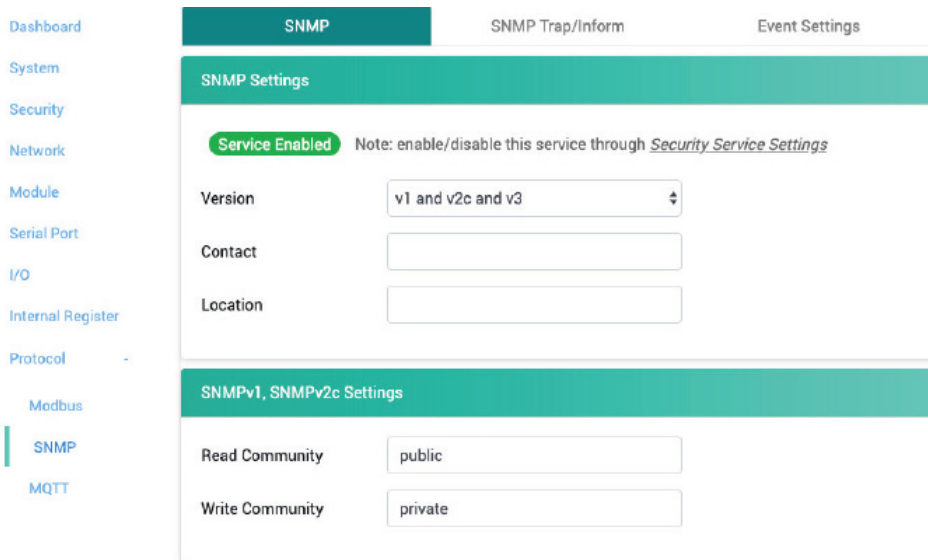 Dashboard
System
Security
Network
Module
Serial Port
I/O
Internal Register
Protocol -
Modbus
SNMP
MQTT
SNMP SNMP Trap/Inform Event Settings
SNMP Settings
Service Enabled Note: enable/disable this service through Security Service Settings
Version v1 and v2c and v3
Contact
Location
SNMPv1, SNMPv2c Settings
Read Community public
Write Community private